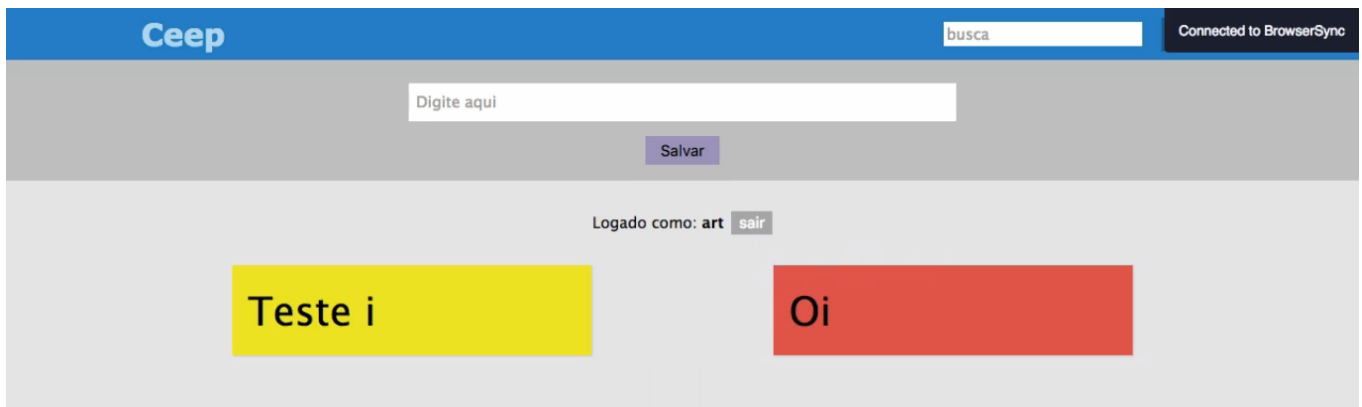 Ceep
busca
Connected to BrowserSync
Digite aqui
Salvar
Logado como: art sair
Teste i
Oi